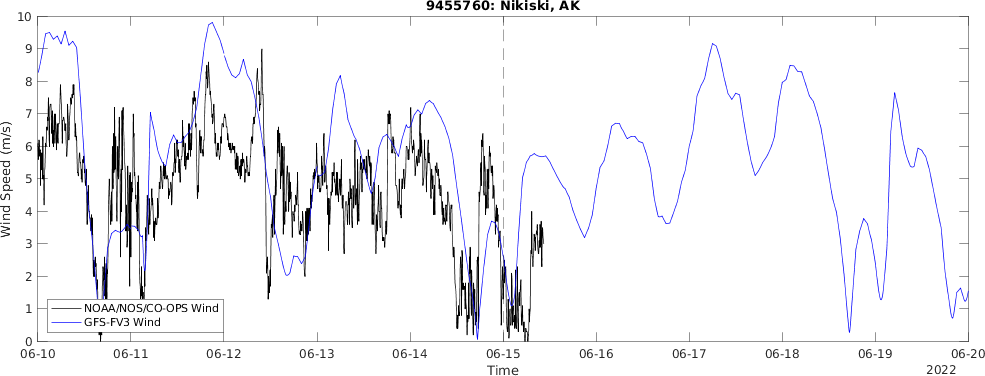 9455760: Nikiski, AK
10
9
8
7
6
5
4
3
2
1
0
Wind Speed (m/s)
NOAA/NOS/CO-OPS Wind
GFS-FV3 Wind
06-10 06-11 06-12 06-13 06-14 06-15 06-16 06-17 06-18 06-19 06-20
Time
2022